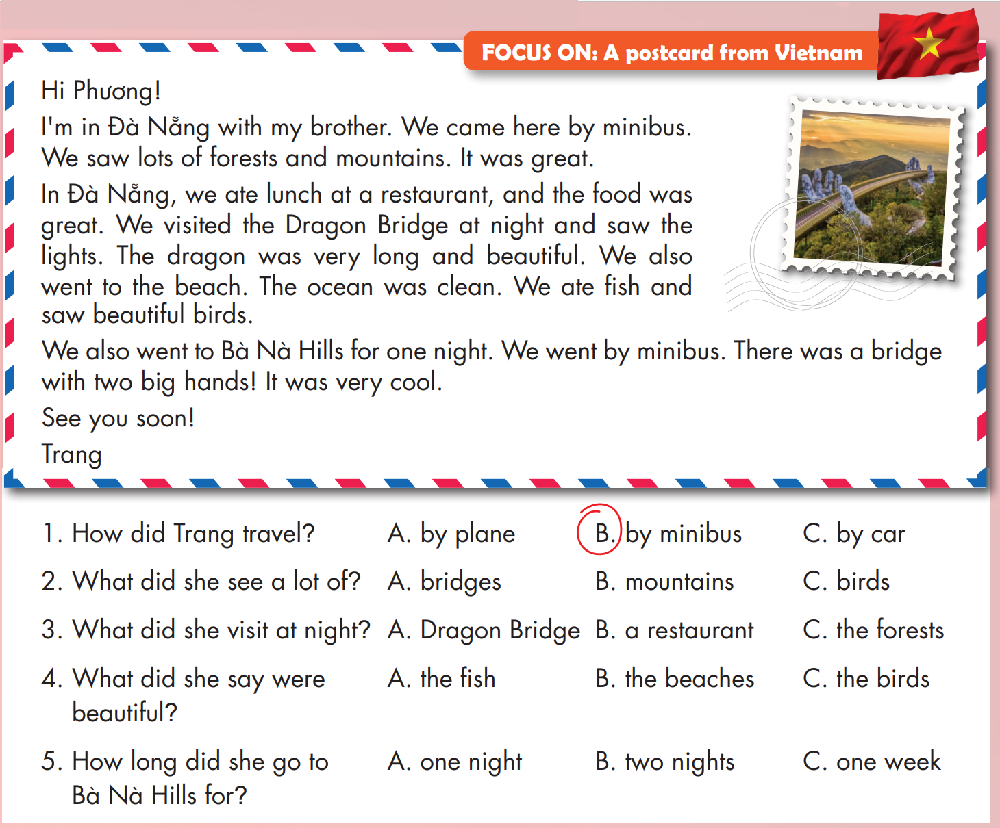 FOCUS ON: A postcard from Vietnam
Hi Phương!
I'm in Đà Nẵng with my brother. We came here by minibus.
We saw lots of forests and mountains. It was great.
In Đà Nẵng, we ate lunch at a restaurant, and the food was
great. We visited the Dragon Bridge at night and saw the
lights. The dragon was very long and beautiful. We also
went to the beach. The ocean was clean. We ate fish and
saw beautiful birds.
We also went to Bà Nà Hills for one night. We went by minibus. There was a bridge
with two big hands! It was very cool.
See you soon!
Trang
1. How did Trang travel? A. by plane B. by minibus C. by car
2. What did she see a lot of? A. bridges B. mountains C. birds
3. What did she visit at night? A. Dragon Bridge B. a restaurant C. the forests
4. What did she say were A. the fish B. the beaches C. the birds
beautiful?
5. How long did she go to A. one night B. two nights C. one week
Bà Nà Hills for?